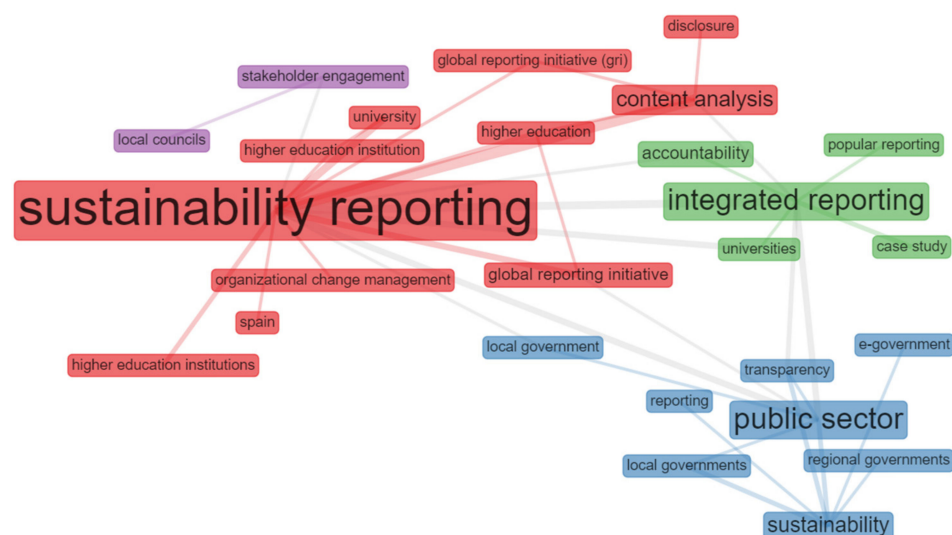 disclosure
global reporting initiative (gri)
stakeholder engagement
content analysis
university
local councils
higher education
higher education institution
accountability
popular reporting
sustainability reporting
integrated reporting
universities
case study
organizational change management
global reporting initiative
spain
local government
e-government
higher education institutions
transparency
reporting
public sector
local governments
regional governments
sustainability